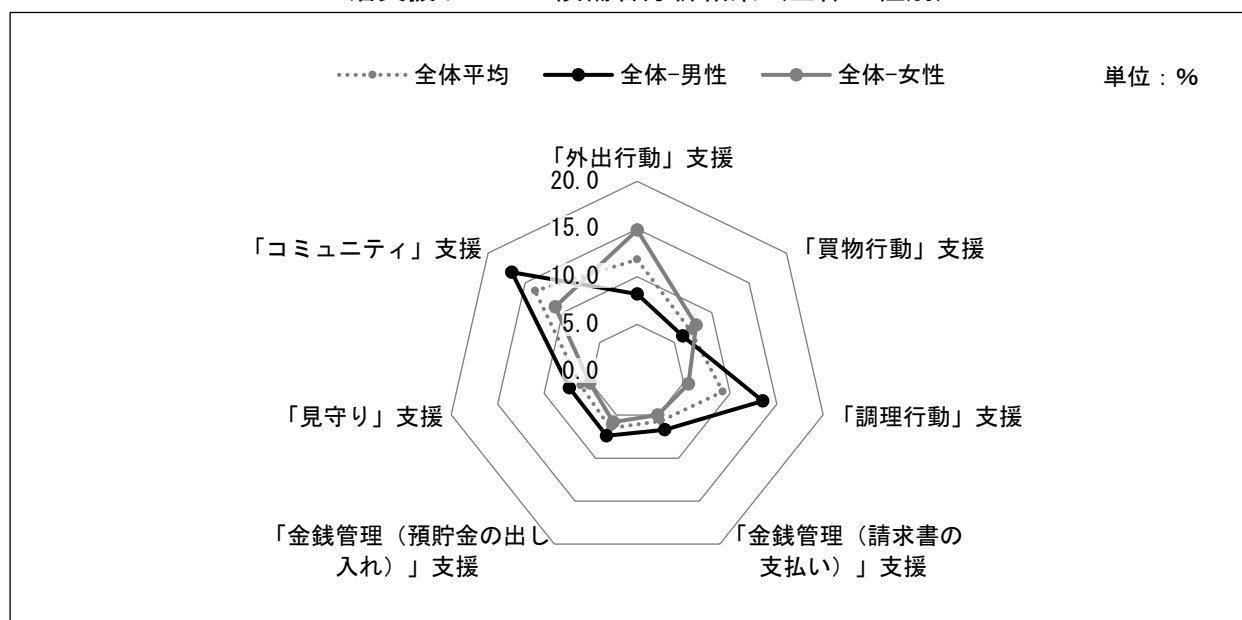 全体平均 全体-男性 全体-女性 単位：%
「外出行動」支援
20.0
15.0
「コミュニティ」支援 「買物行動」支援
10.0
5.0
0.0
「見守り」支援 「調理行動」支援
「金銭管理（預貯金の出し
入れ）」支援
「金銭管理（請求書の
支払い）」支援